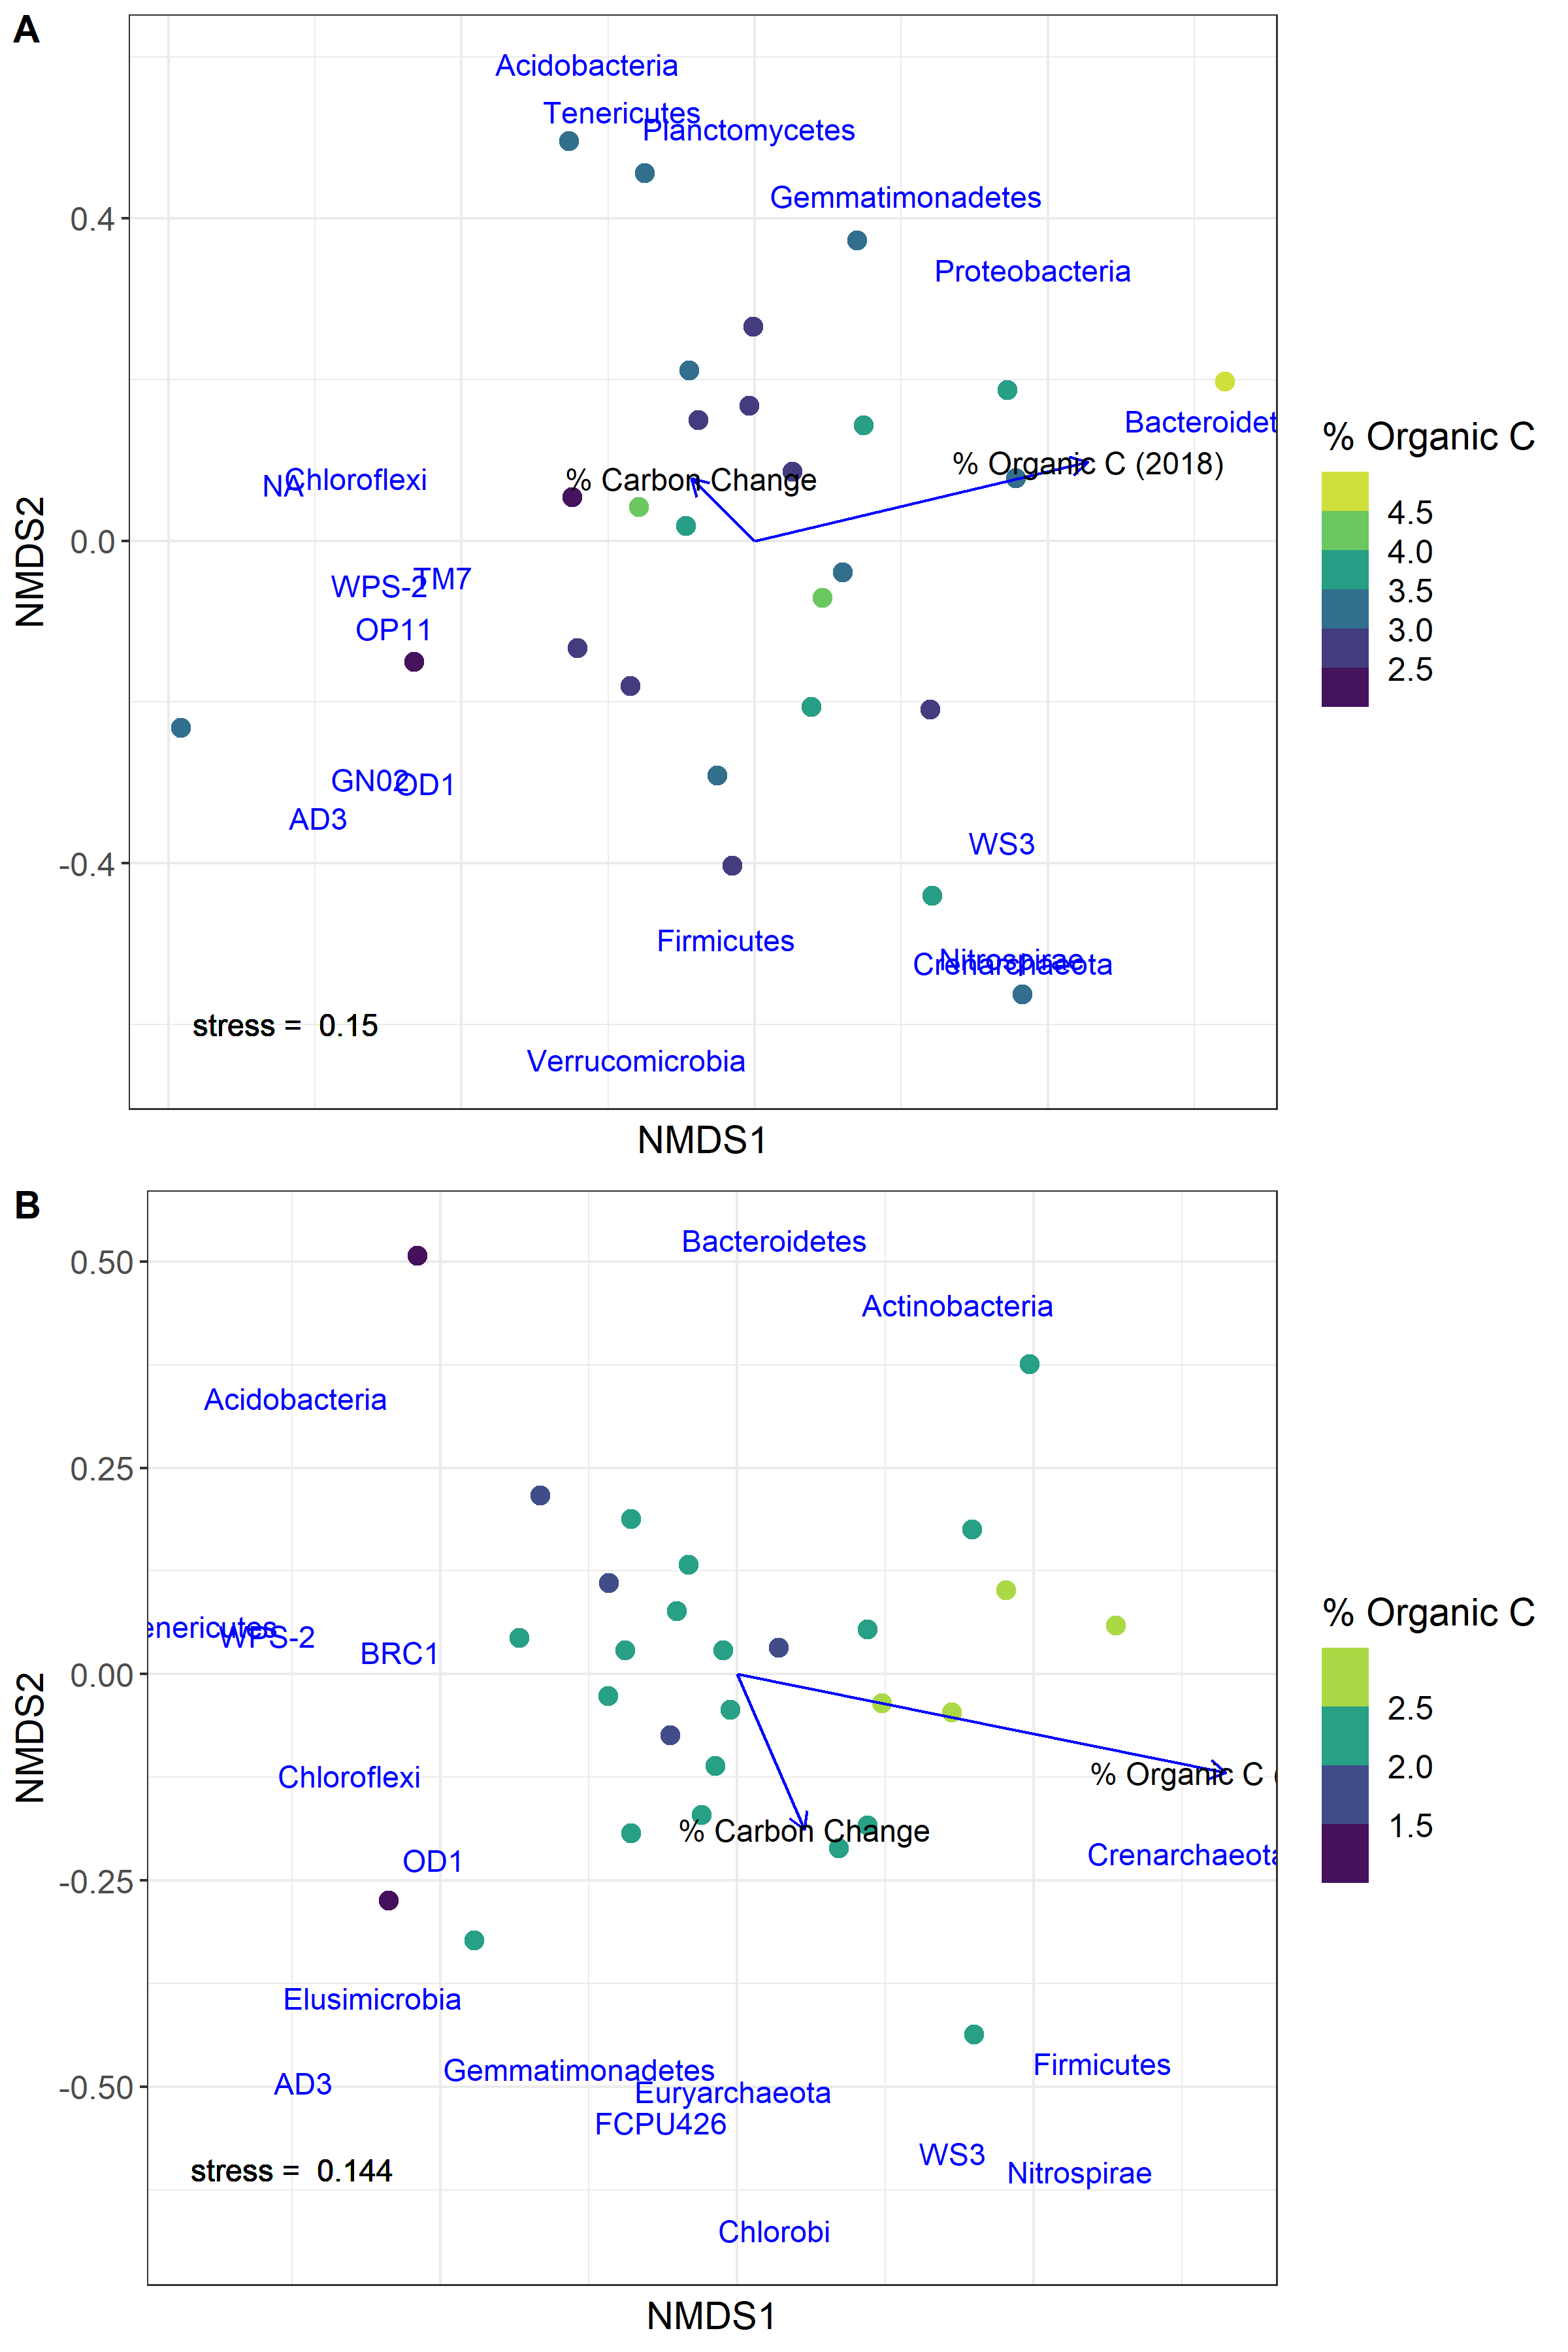 A
Acidobacteria
Tenericutes
Planctomycetes
Gemmatimonadetes
0.4
Proteobacteria
Bacteroidet
% Organic C
% Organic C (2018)
% Carbon Change
Chloroflexi
NA
4.5
4.0
3.5
3.0
2.5
NMDS2
0.0
TM7
WPS-2
OP11
GN02
OD1
AD3
WS3
-0.4
Firmicutes
Nitrospirae
Crenarchaeota
stress = 0.15
Verrucomicrobia
NMDS1
B
Bacteroidetes
0.50
Actinobacteria
Acidobacteria
0.25
% Organic C
enericutes
WPS-2
BRC1
0.00
NMDS2
2.5
2.0
1.5
% Organic C (
Chloroflexi
% Carbon Change
Crenarchaeota
OD1
-0.25
Elusimicrobia
Firmicutes
Gemmatimonadetes
AD3
-0.50
Euryarchaeota
FCPU426
WS3
stress = 0.144
Nitrospirae
Chlorobi
NMDS1